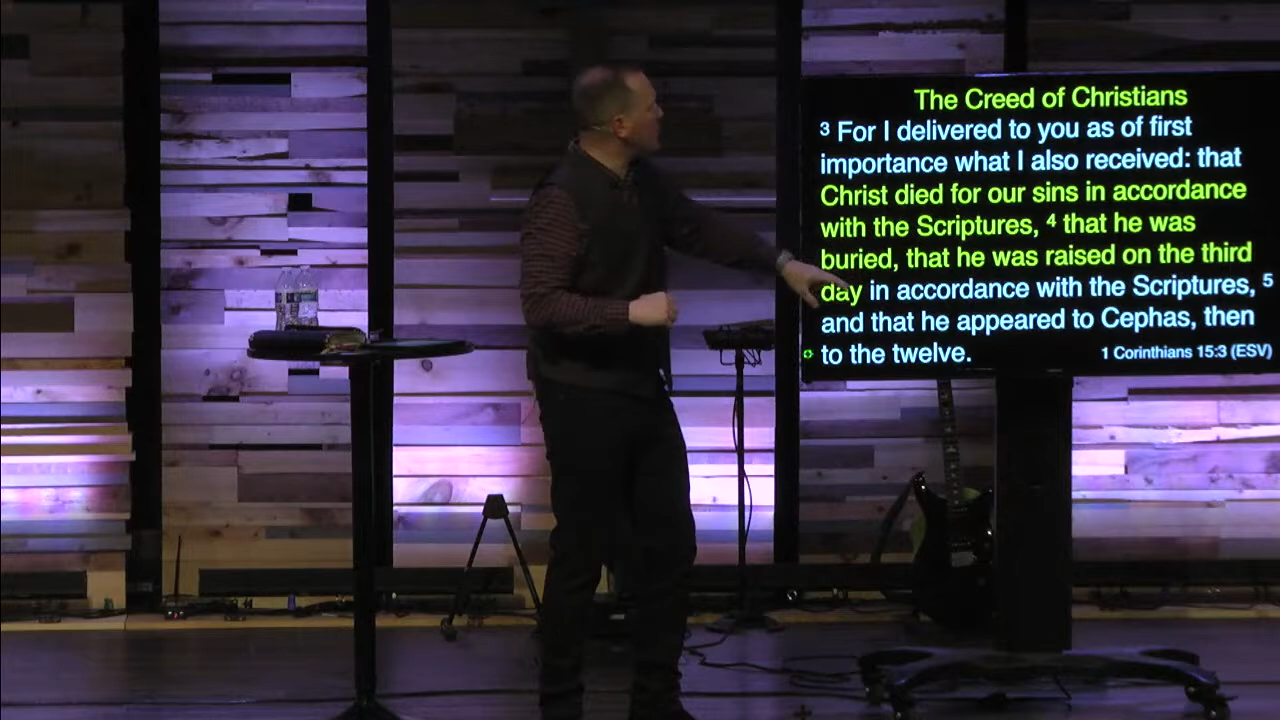 The Creed of Christians
³ For I delivered to you as of first
importance what I also received: that
Christ died for our sins in accordance
with the Scriptures, ⁴ that he was
buried, that he was raised on the third
day in accordance with the Scriptures, ⁵
and that he appeared to Cephas, then
to the twelve.
1 Corinthians 15:3 (ESV)